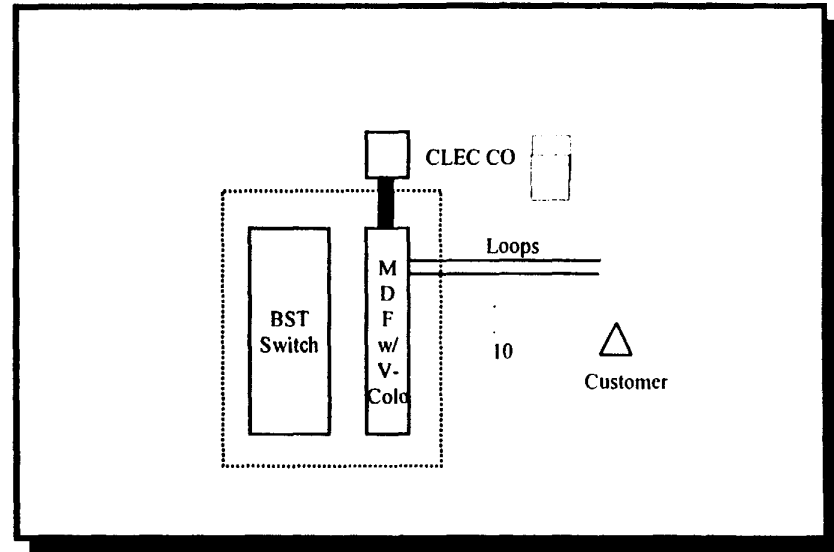 CLEC CO
Loops
BST
Switch
M
D
F
w/
V-
Colo
10
Customer